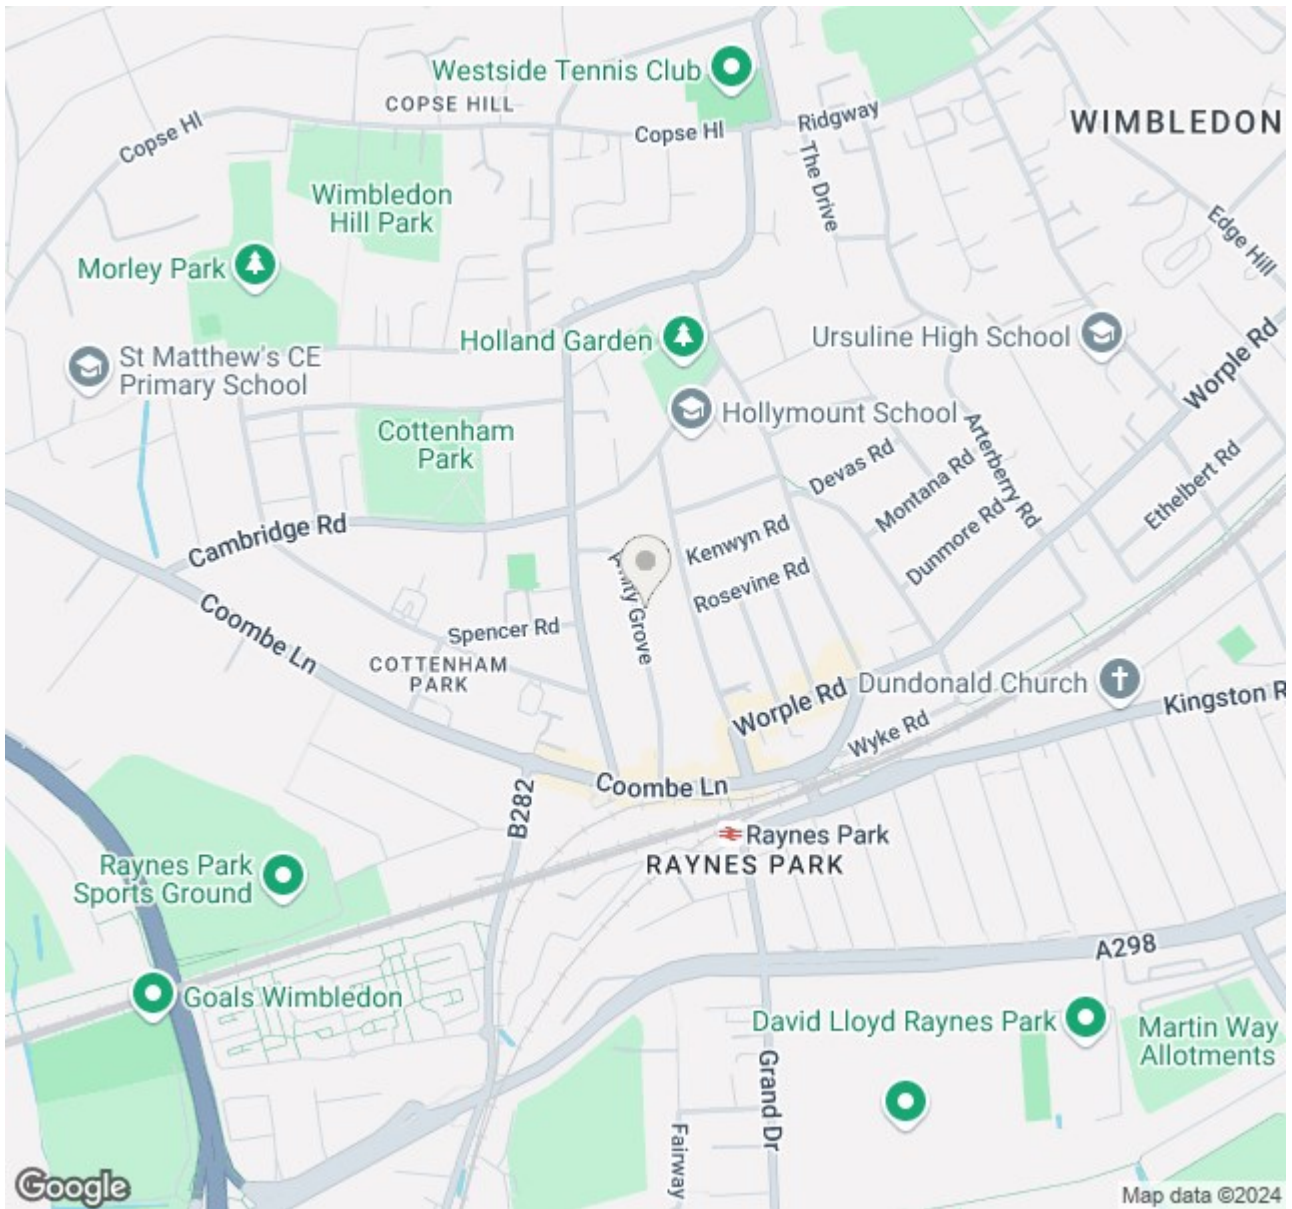 Westside Tennis Club
COPSE HILL
Copse Hl
Copse Hl
Ridgway
WIMBLEDON
The Drive
Wimbledon
Hill Park
Edge Hill
Morley Park
Holland Garden
Ursuline High School
St Matthew's CE
Primary School
Worple Rd
Hollymount School
Cottenham
Park
Arterberry Rd
Devas Rd
Montana Rd
Ethelbert Rd
Cambridge Rd
Kenwyn Rd
Dunmore Rd
Rosevine Rd
Amity Grove
Coombe Ln
Spencer Rd
COTTENHAM
PARK
Dundonald Church
Kingston R
Worple Rd
Wyke Rd
Coombe Ln
B282
Raynes Park
RAYNES PARK
Raynes Park
Sports Ground
A298
Goals Wimbledon
David Lloyd Raynes Park
Martin Way
Allotments
Grand Dr
Fairway
Google
Map data ©2024